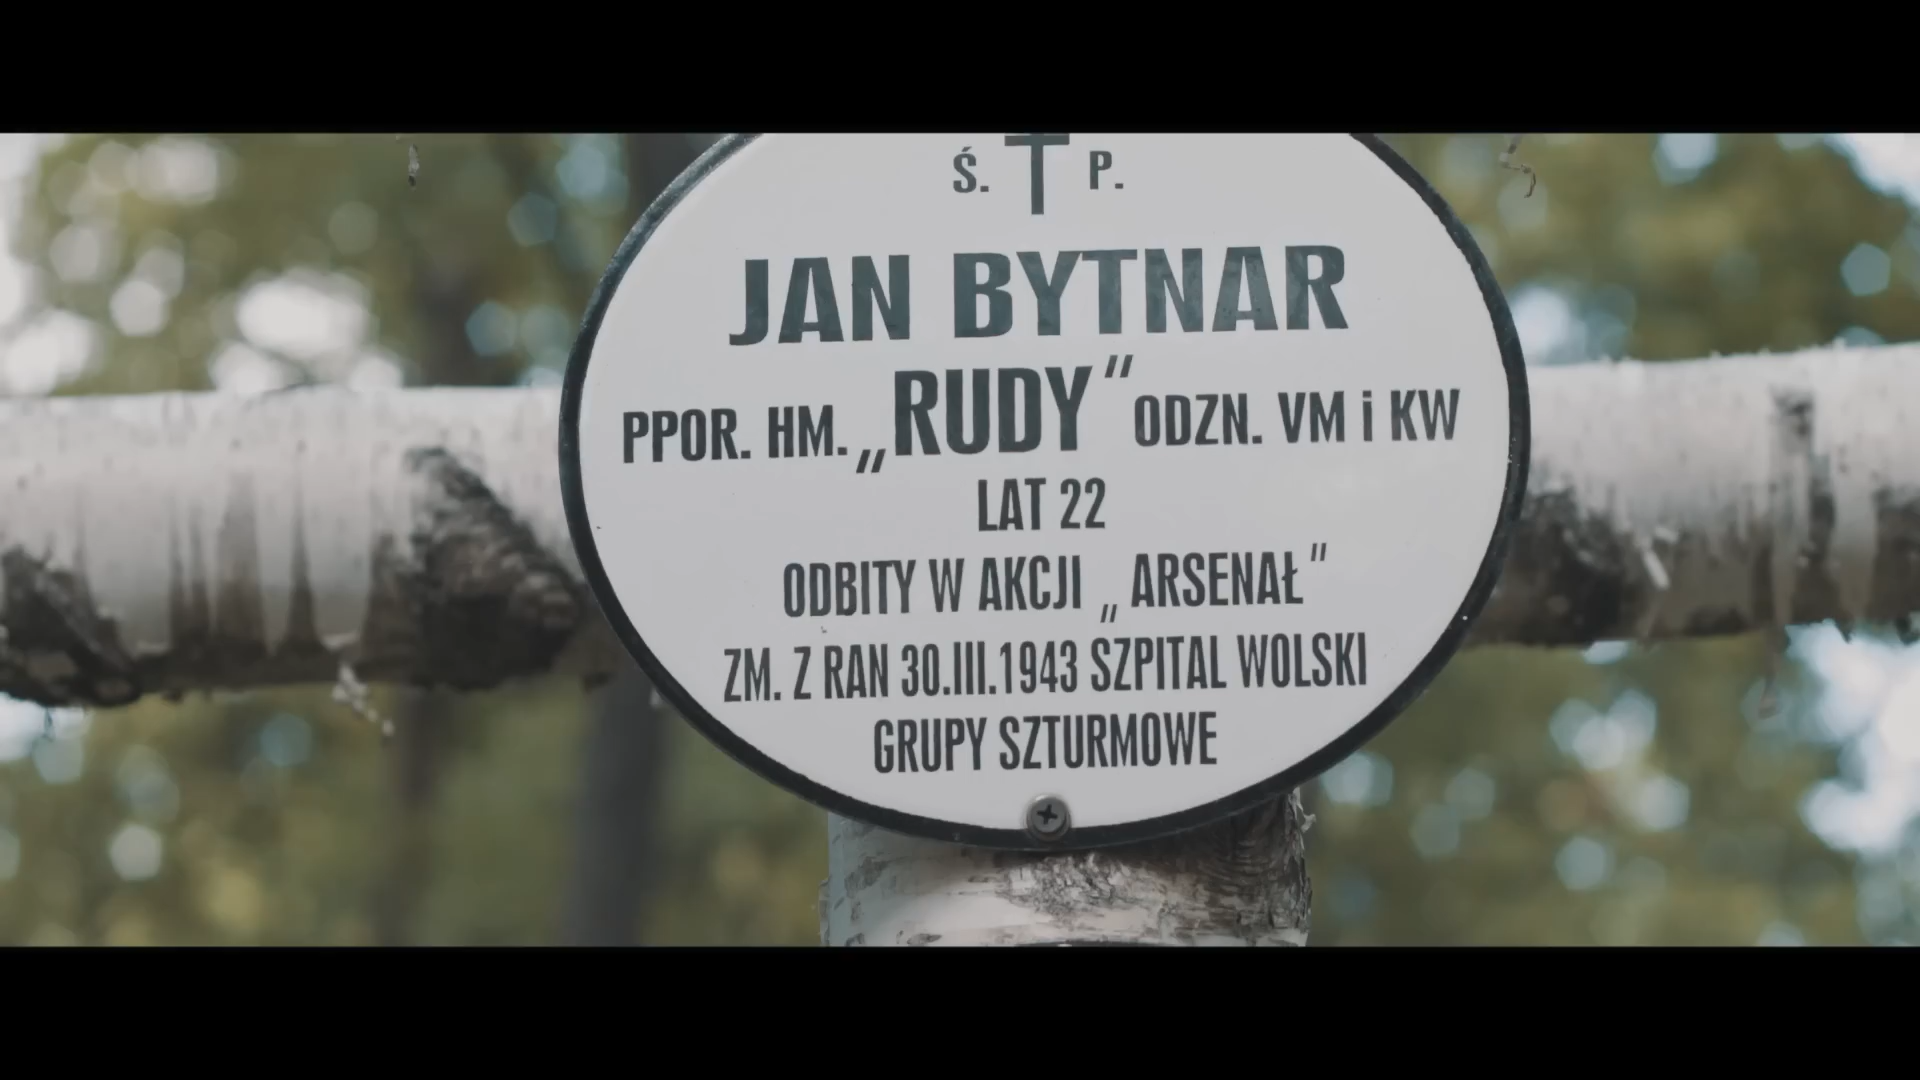 Ś. P.
JAN BYTNAR
PPOR. HM. „RUDY” ODZN. VM i KW
LAT 22
ODBITY W AKCJI „ARSENAŁ”
ZM. Z RAN 30.III.1943 SZPITAL WOLSKI
GRUPY SZTURMOWE